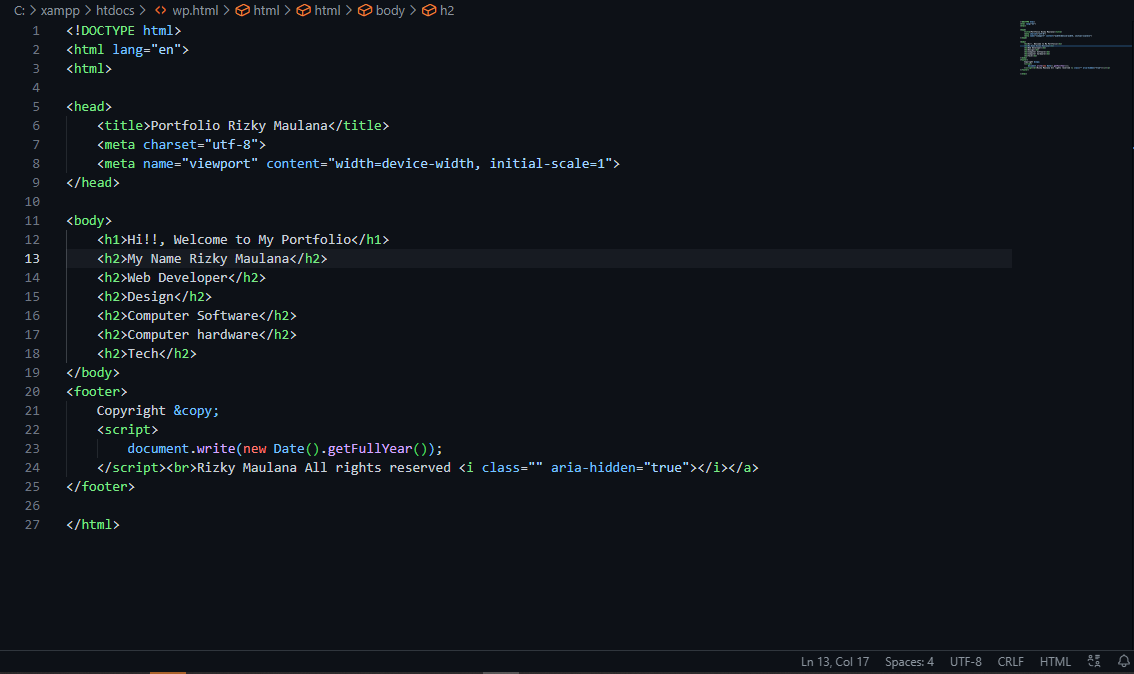 C: > xampp > htdocs > <> wp.html > html > html > body > h2
1 <!DOCTYPE html>
2 <html lang="en">
3 <html>
4
5 <head>
6     <title>Portfolio Rizky Maulana</title>
7     <meta charset="utf-8">
8     <meta name="viewport" content="width=device-width, initial-scale=1">
9 </head>
10
11 <body>
12     <h1>Hi!!, Welcome to My Portfolio</h1>
13     <h2>My Name Rizky Maulana</h2>
14     <h2>Web Developer</h2>
15     <h2>Design</h2>
16     <h2>Computer Software</h2>
17     <h2>Computer hardware</h2>
18     <h2>Tech</h2>
19 </body>
20 <footer>
21     Copyright &copy;
22     <script>
23         document.write(new Date().getFullYear());
24     </script><br>Rizky Maulana All rights reserved <i class="" aria-hidden="true"></i></a>
25 </footer>
26
27 </html>
Ln 13, Col 17 Spaces: 4 UTF-8 CRLF HTML